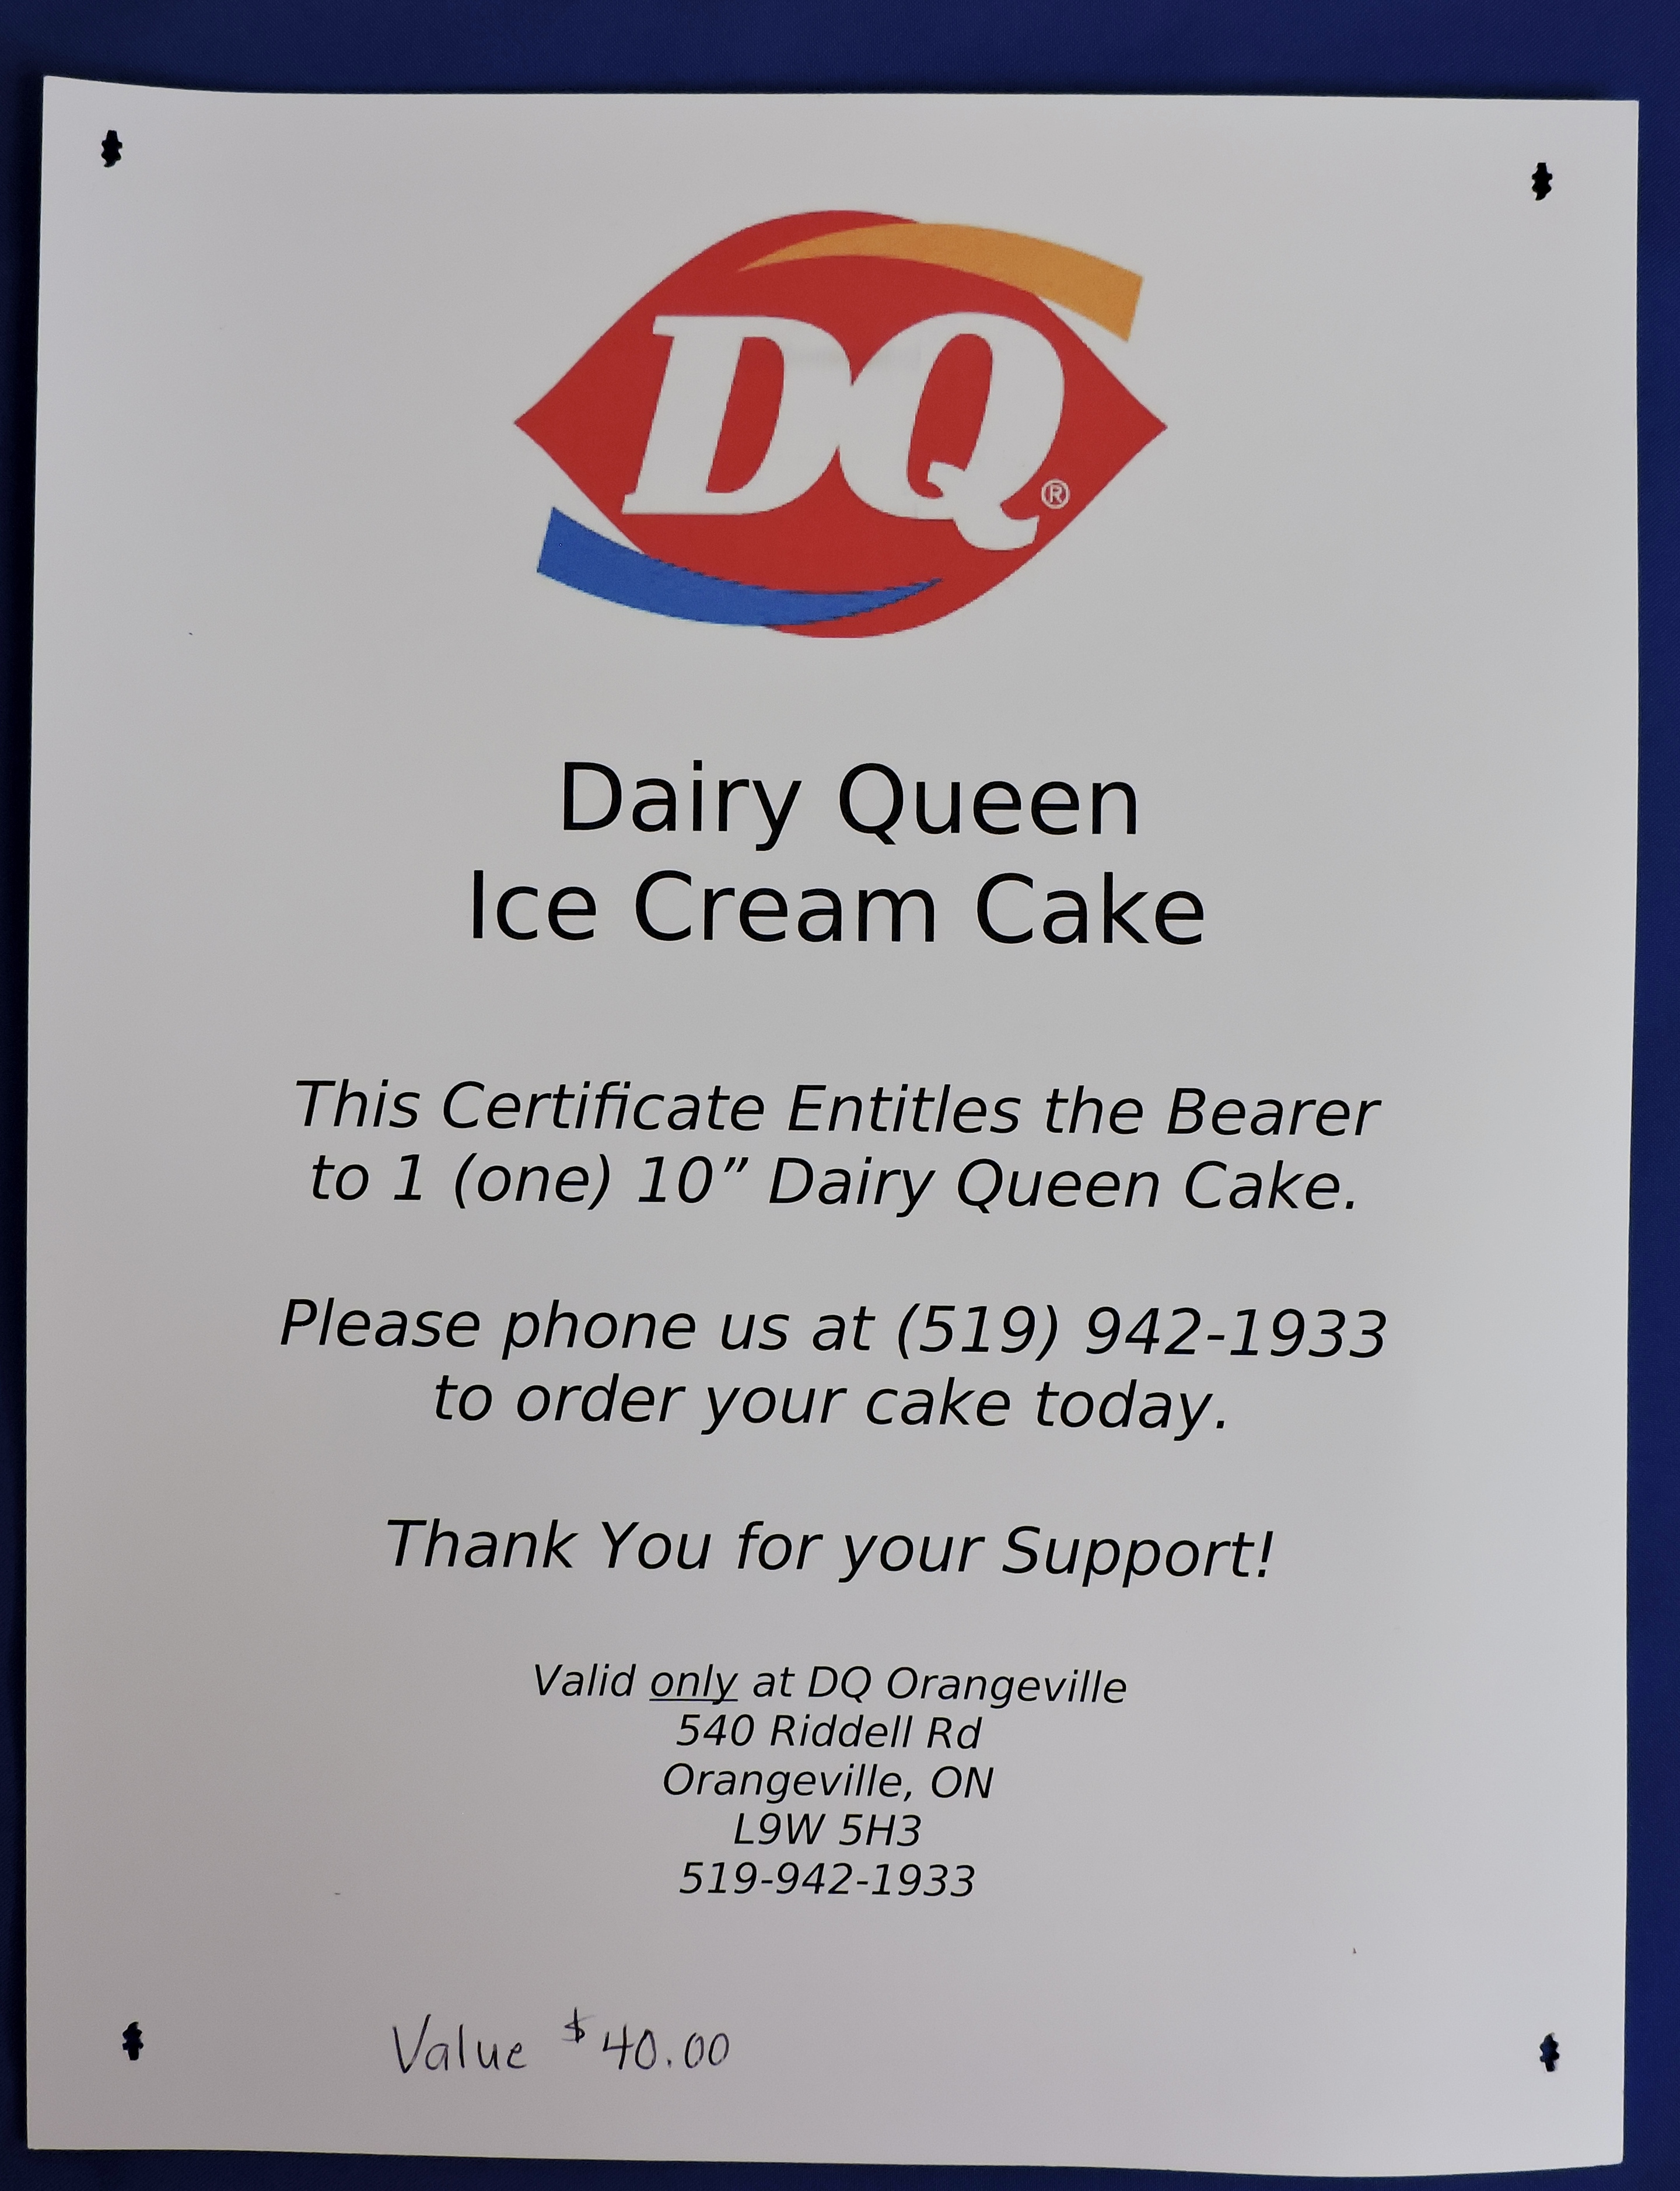 DQ®
Dairy Queen
Ice Cream Cake
This Certificate Entitles the Bearer
to 1 (one) 10” Dairy Queen Cake.
Please phone us at (519) 942-1933
to order your cake today.
Thank You for your Support!
Valid only at DQ Orangeville
540 Riddell Rd
Orangeville, ON
L9W 5H3
519-942-1933
Value $40.00